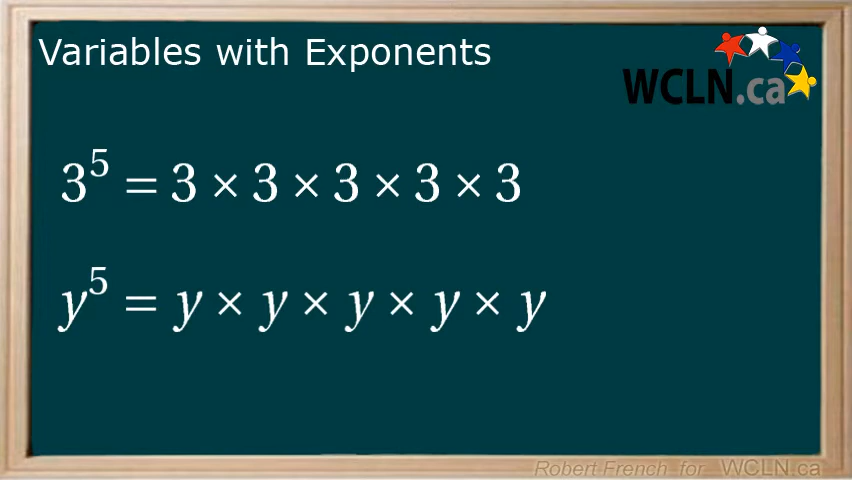 Variables with Exponents
WCLN.ca
3⁵ = 3 × 3 × 3 × 3 × 3
y⁵ = y × y × y × y × y
Robert French for WCLN.ca